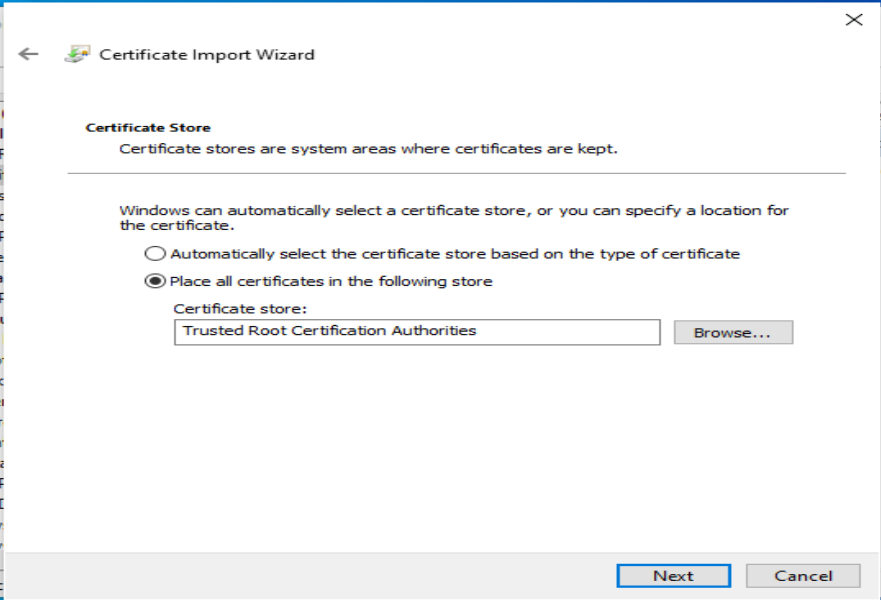 Certificate Import Wizard
Certificate Store
Certificate stores are system areas where certificates are kept.
Windows can automatically select a certificate store, or you can specify a location for
the certificate.
Automatically select the certificate store based on the type of certificate
Place all certificates in the following store
Certificate store:
Trusted Root Certification Authorities
Browse...
Next
Cancel